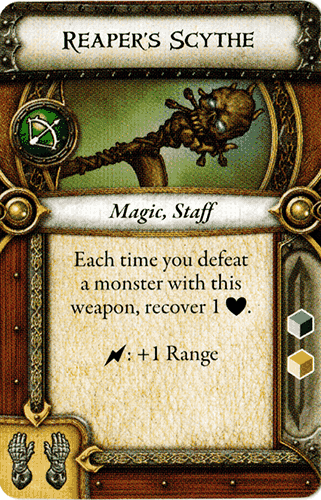 REAPER'S SCYTHE
Magic, Staff
Each time you defeat
a monster with this
weapon, recover 1 ♥.
: +1 Range